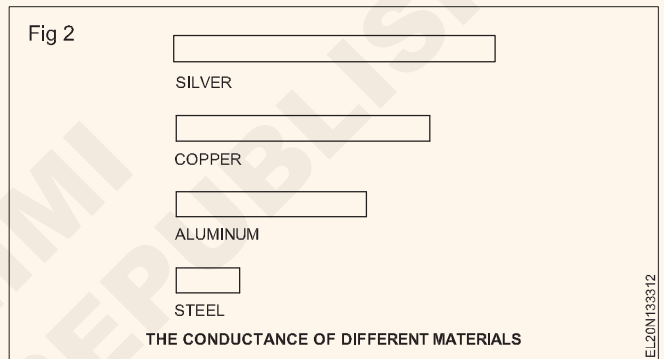 Fig 2
SILVER
COPPER
ALUMINUM
STEEL
THE CONDUCTANCE OF DIFFERENT MATERIALS
EL20N133312